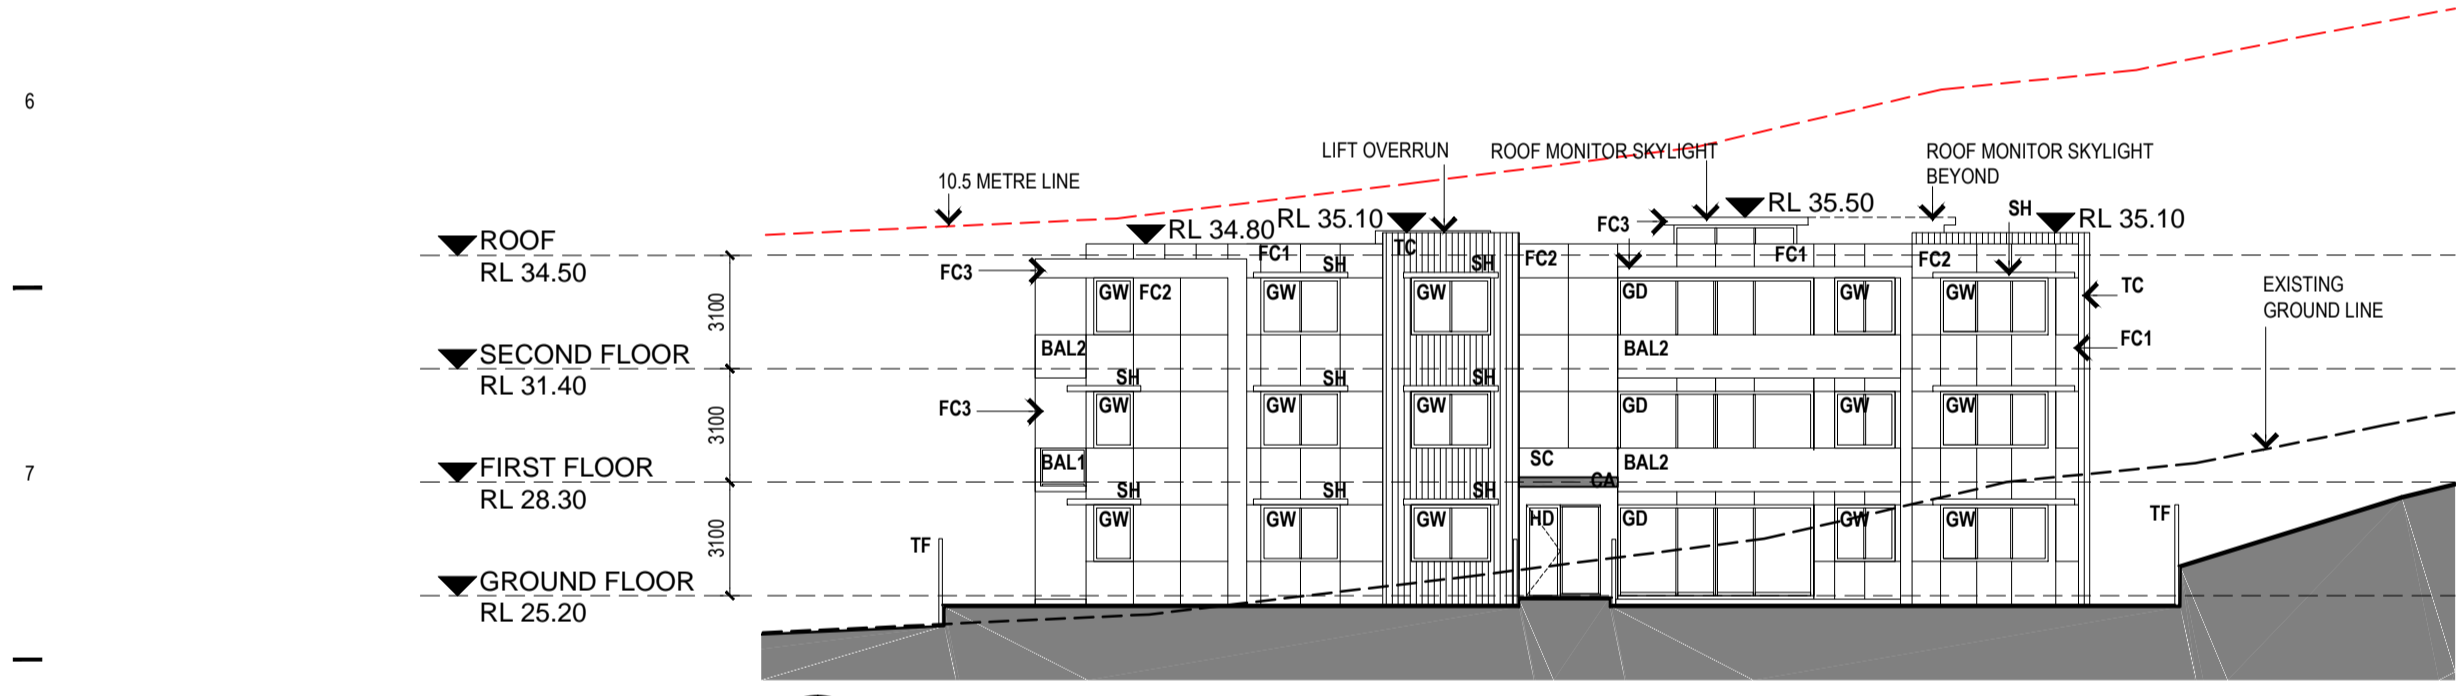 6
LIFT OVERRUN
ROOF MONITOR SKYLIGHT
ROOF MONITOR SKYLIGHT
BEYOND
10.5 METRE LINE
RL 35.50
SH
RL 35.10
RL 34.80
RL 35.10
FC3
ROOF
RL 34.50
FC3
FC1
SH
TC
SH
FC2
FC1
FC2
TC
EXISTING
GROUND LINE
3100
GW
FC2
GW
GW
GD
GW
GW
FC1
SECOND FLOOR
RL 31.40
BAL2
BAL2
SH
SH
SH
3100
FC3
GW
GW
GW
GD
GW
GW
7
FIRST FLOOR
RL 28.30
BAL1
SC
BAL2
CA
SH
SH
SH
3100
TF
GW
GW
GW
HD
GD
GW
GW
TF
GROUND FLOOR
RL 25.20